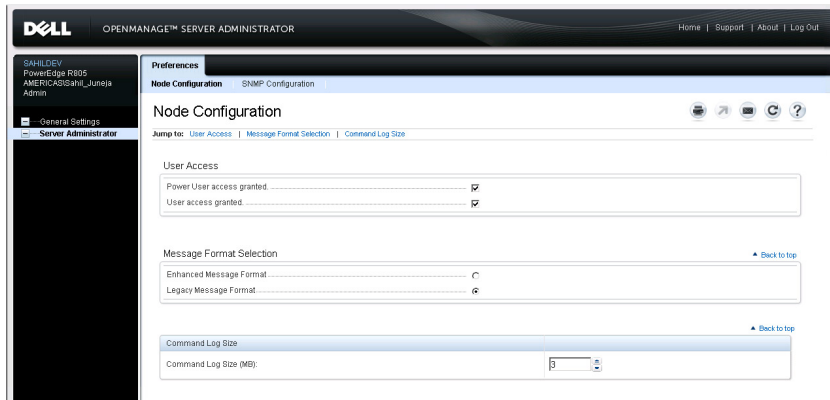 DELL OPENMANAGE™ SERVER ADMINISTRATOR
Home | Support | About | Log Out
SAHILDEV
PowerEdge R805
AMERICAS\Sahil_Juneja
Admin
General Settings
Server Administrator
Preferences
Node Configuration SNMP Configuration
Node Configuration
?
Jump to: User Access | Message Format Selection | Command Log Size
User Access
Power User access granted.
User access granted.
Message Format Selection
Back to top
Enhanced Message Format
Legacy Message Format
Back to top
Command Log Size
Command Log Size (MB): 3